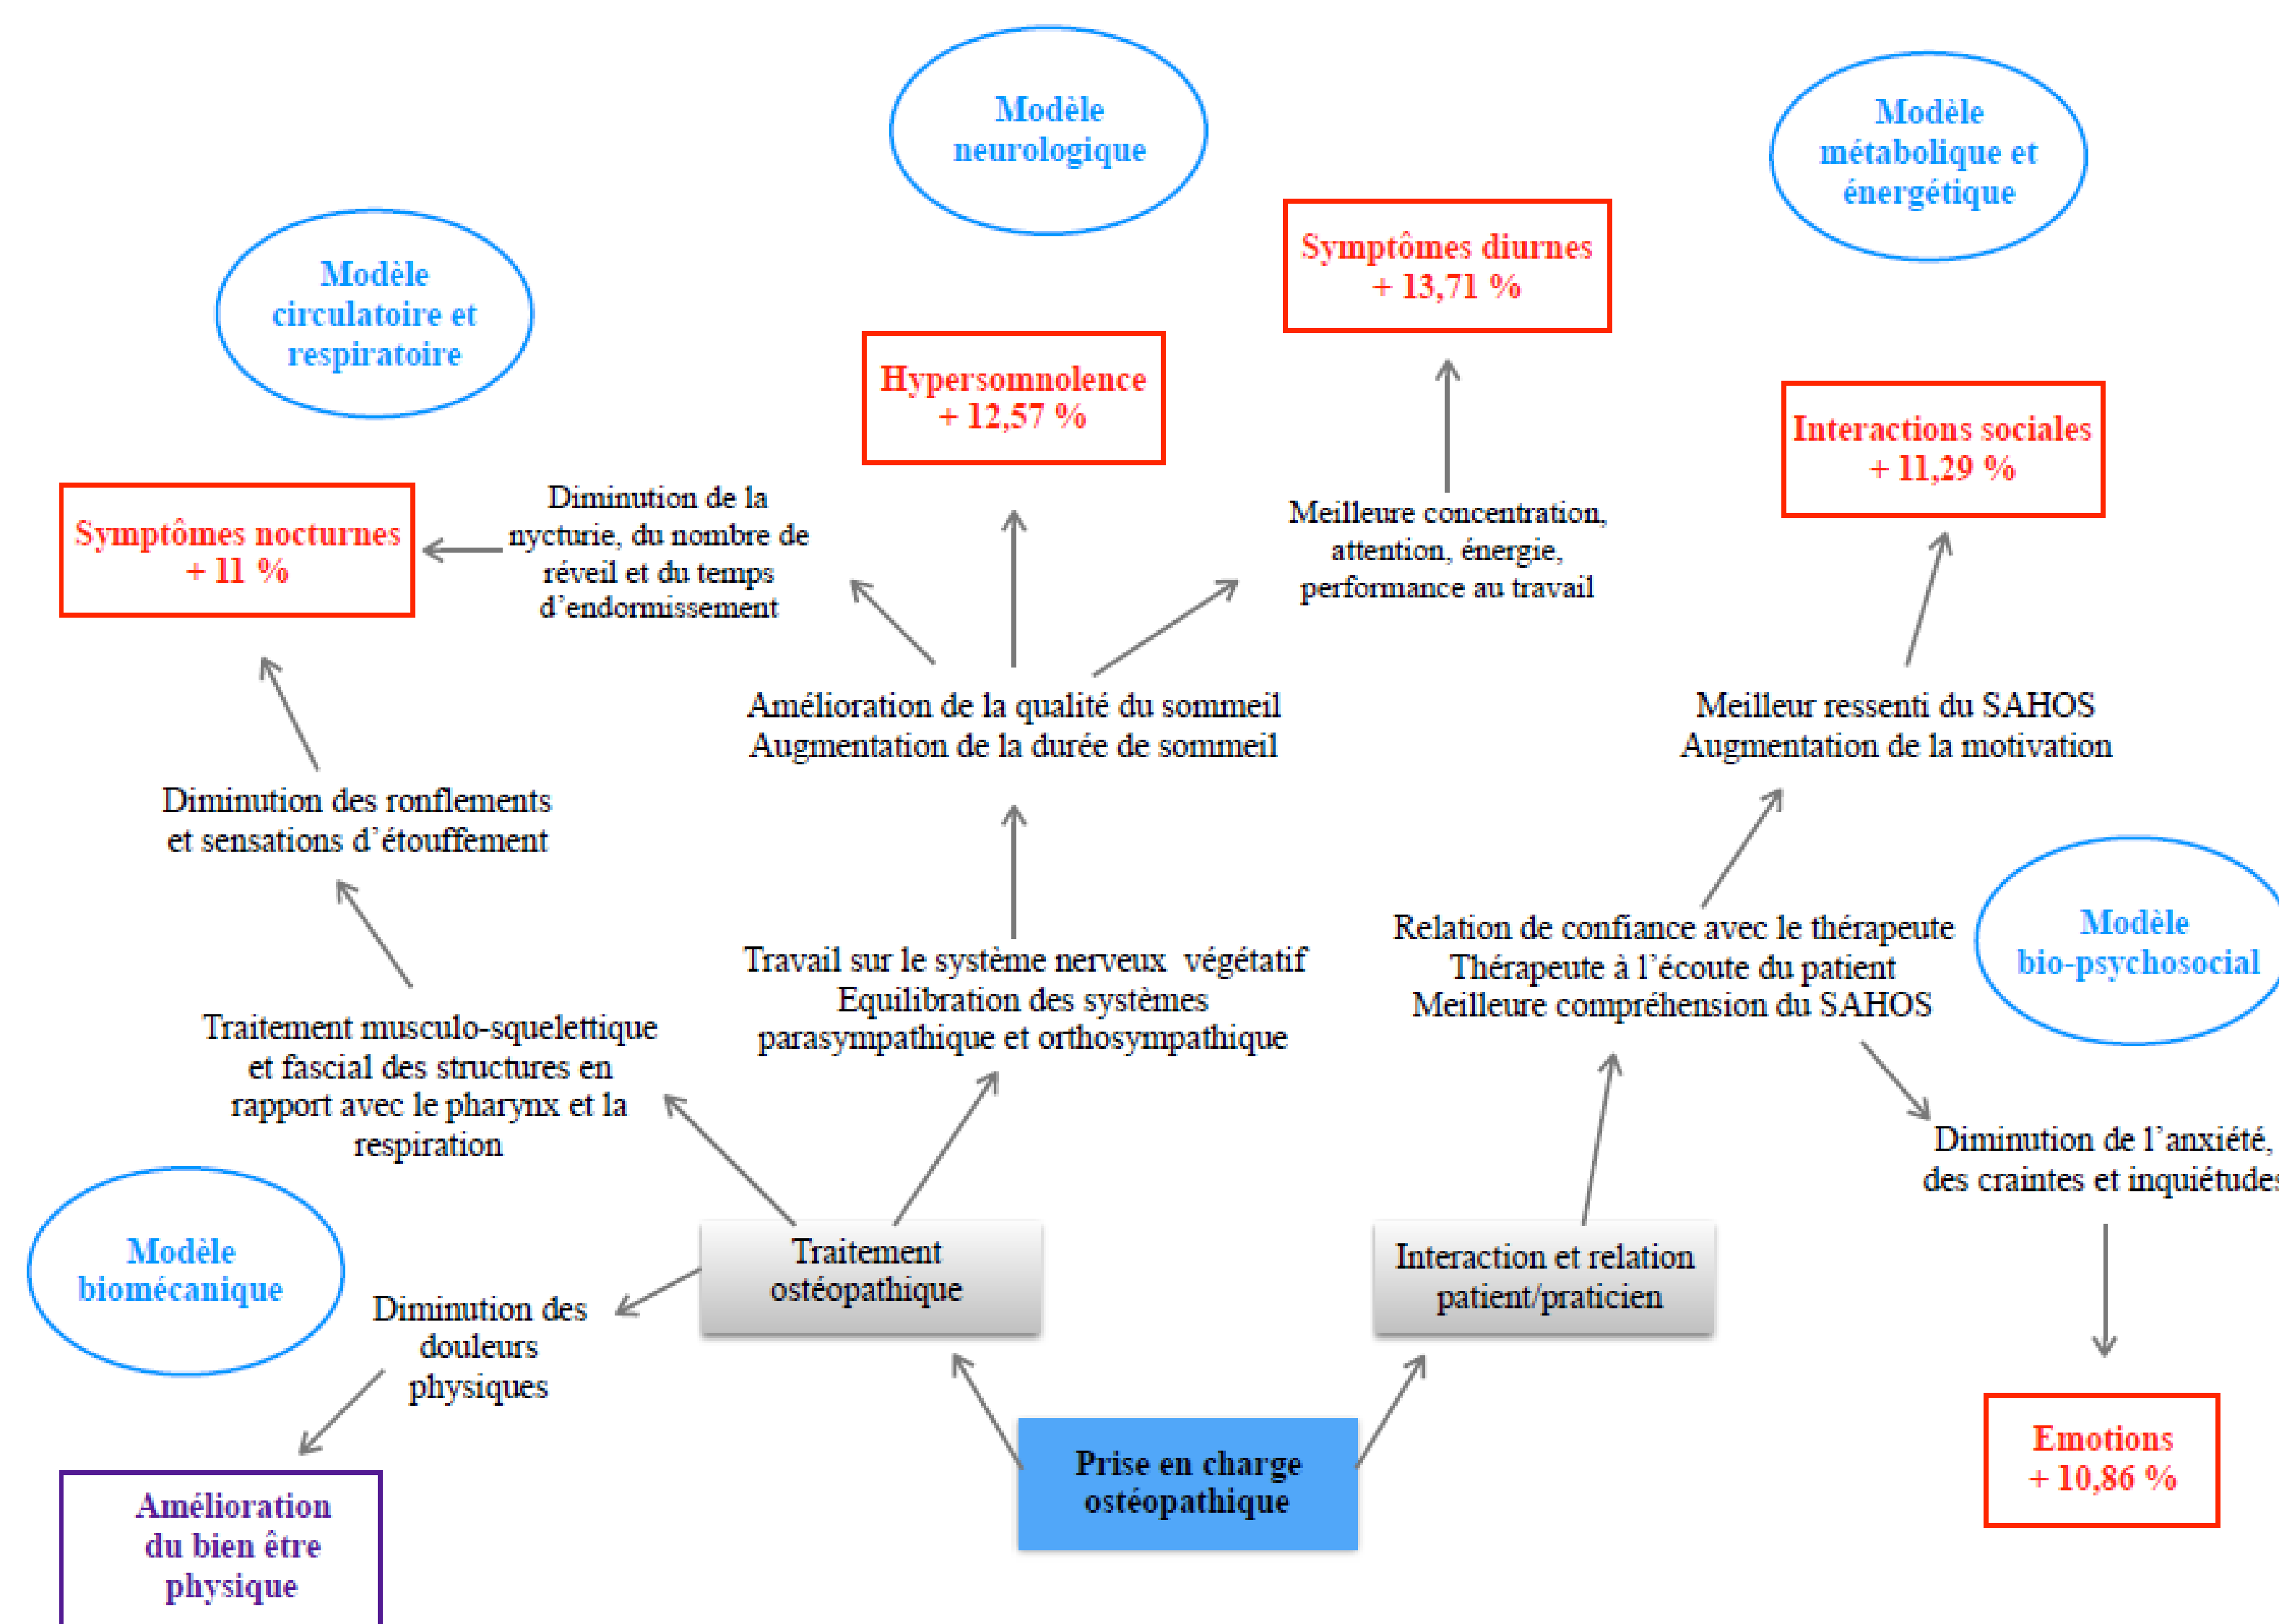 Modèle
neurologique
Modèle
métabolique et
énergétique
Modèle
circulatoire et
respiratoire
Symptômes diurnes
+ 13,71 %
Hypersomnolence
+ 12,57 %
Interactions sociales
+ 11,29 %
Symptômes nocturnes
+ 11 %
Diminution de la
nycturie, du nombre de
réveil et du temps
d’endormissement
Meilleure concentration,
attention, énergie,
performance au travail
Amélioration de la qualité du sommeil
Augmentation de la durée de sommeil
Meilleur ressenti du SAHOS
Augmentation de la motivation
Diminution des ronflements
et sensations d’étouffement
Travail sur le système nerveux végétatif
Equilibration des systèmes
parasympathique et orthosympathique
Relation de confiance avec le thérapeute
Thérapeute à l’écoute du patient
Meilleure compréhension du SAHOS
Modèle
bio-psychosocial
Traitement musculo-squelettique
et fascial des structures en
rapport avec le pharynx et la
respiration
Diminution de l’anxiété,
des craintes et inquiétudes
Modèle
biomécanique
Diminution des
douleurs
physiques
Traitement
ostéopathique
Interaction et relation
patient/praticien
Prise en charge
ostéopathique
Emotions
+ 10,86 %
Amélioration
du bien être
physique